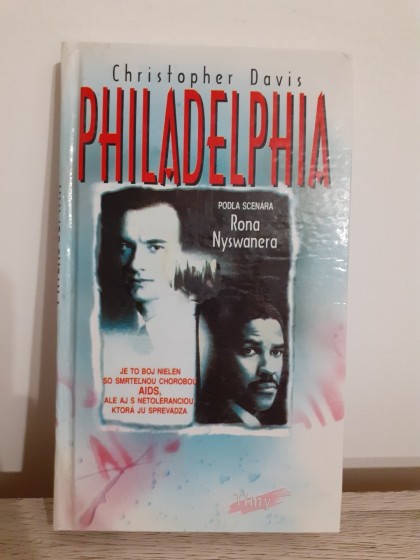 Christopher Davis
PHILADELPHIA
PODĽA SCENÁRA
Rona
Nyswanera
JE TO BOJ NIELEN
SO SMRTEĽNOU CHOROBOU
AIDS,
ALE AJ S NETOLERANCIOU,
KTORÁ JU SPREVÁDZA